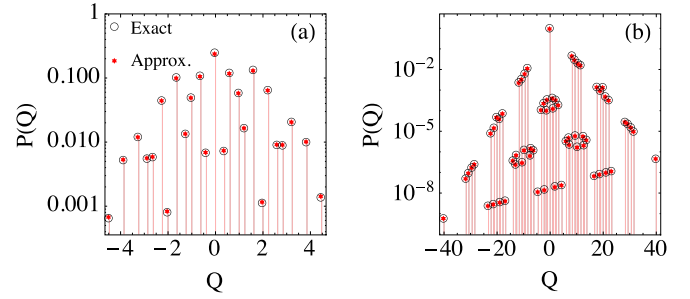 1
Exact
(a)
Approx.
0.100
0.010
0.001
P(Q)
−4
−2
0
2
4
Q
1
(b)
10⁻²
10⁻⁵
10⁻⁸
P(Q)
−40
−20
0
20
40
Q